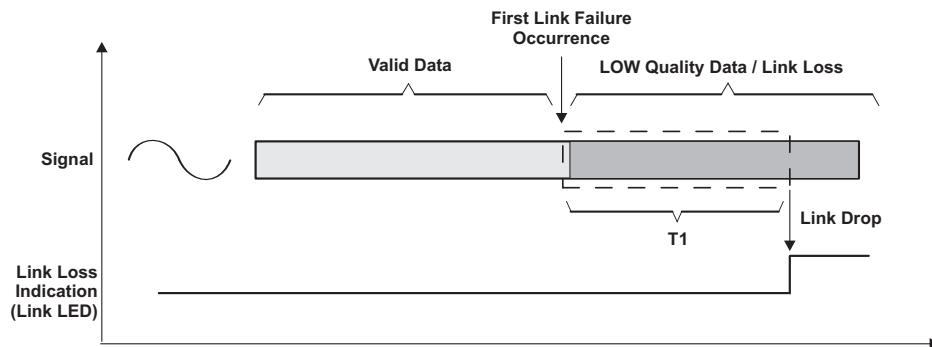 First Link Failure
Occurrence
Valid Data
LOW Quality Data / Link Loss
Signal
T1
Link Drop
Link Loss
Indication
(Link LED)